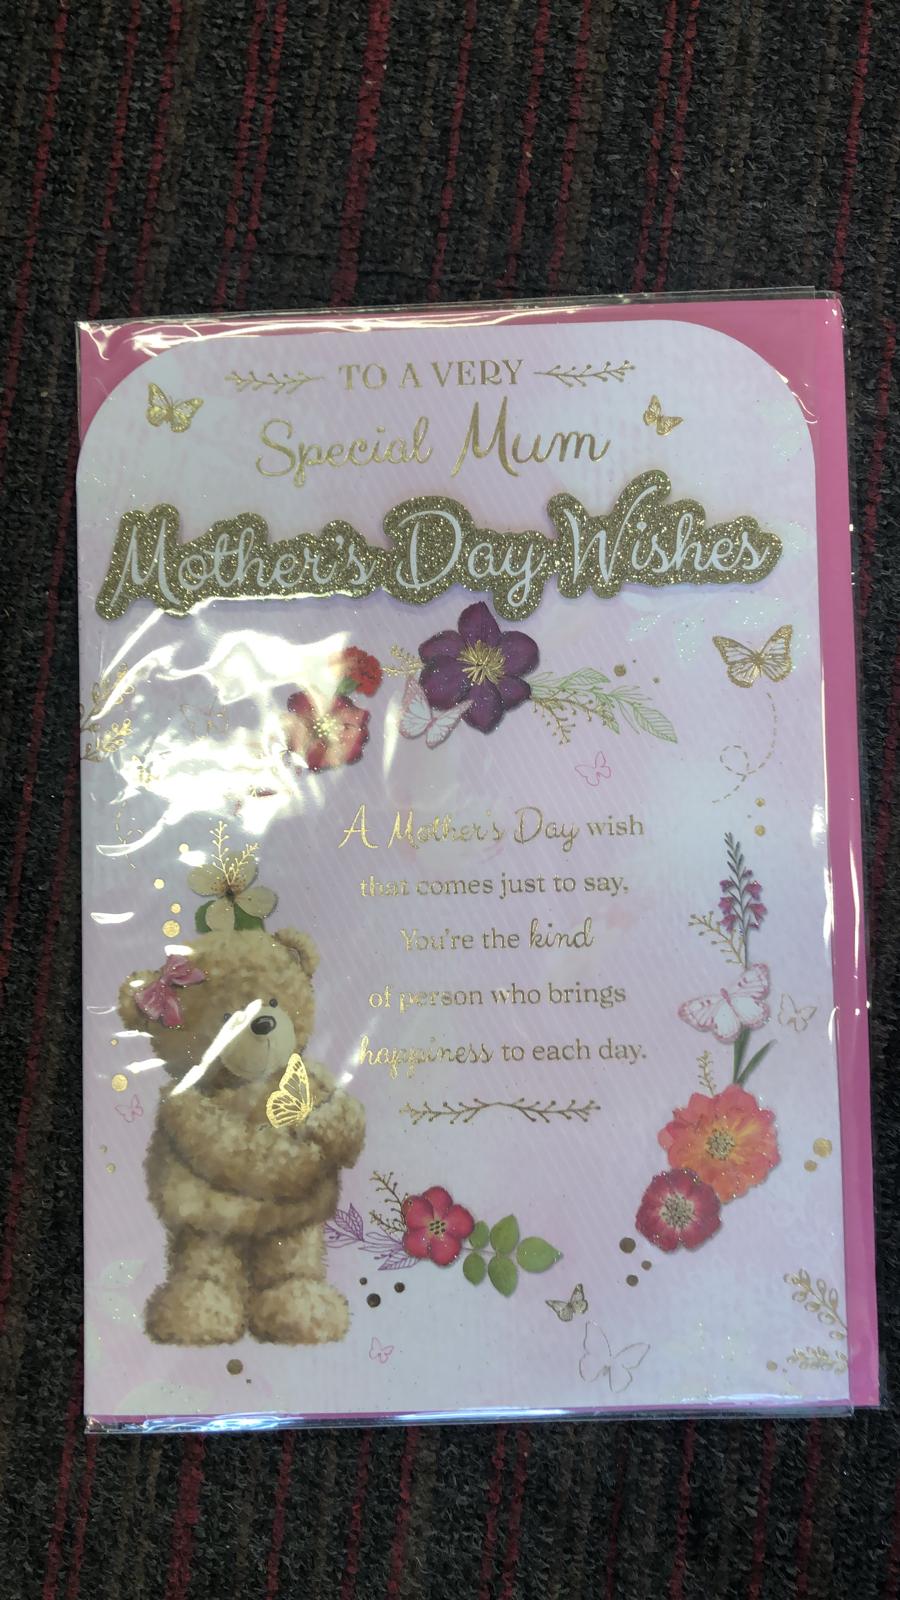 TO A VERY
Special Mum
Mother's Day Wishes
A Mother's Day wish
that comes just to say,
You're the kind
of person who brings
happiness to each day.